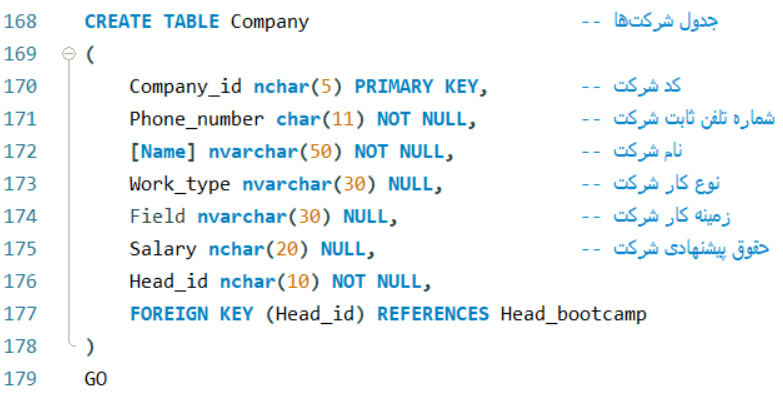 168 CREATE TABLE Company -- جدول شرکت‌ها
169 (
170 Company_id nchar(5) PRIMARY KEY, -- کد شرکت
171 Phone_number char(11) NOT NULL, -- شماره تلفن ثابت شرکت
172 [Name] nvarchar(50) NOT NULL, -- نام شرکت
173 Work_type nvarchar(30) NULL, -- نوع کار شرکت
174 Field nvarchar(30) NULL, -- زمینه کار شرکت
175 Salary nchar(20) NULL, -- حقوق پیشنهادی شرکت
176 Head_id nchar(10) NOT NULL,
177 FOREIGN KEY (Head_id) REFERENCES Head_bootcamp
178 )
179 GO